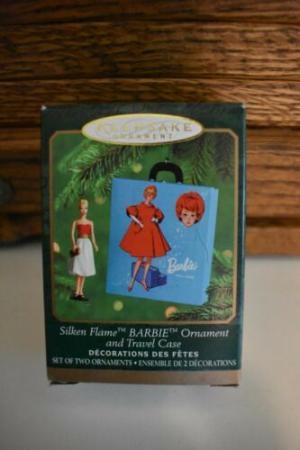 KEEPSAKE
ORNAMENT
Barbie
Silken Flame™ BARBIE™ Ornament
and Travel Case
DÉCORATIONS DES FÊTES
SET OF TWO ORNAMENTS • ENSEMBLE DE 2 DÉCORATIONS